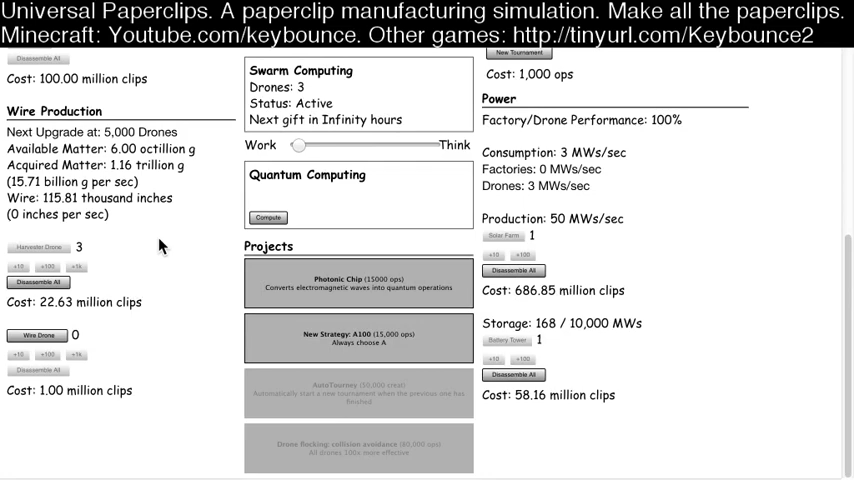 Universal Paperclips. A paperclip manufacturing simulation. Make all the paperclips.
Minecraft: Youtube.com/keybounce. Other games: http://tinyurl.com/Keybounce2
Disassemble All
Cost: 100.00 million clips
Wire Production
Next Upgrade at: 5,000 Drones
Available Matter: 6.00 octillion g
Acquired Matter: 1.16 trillion g
(15.71 billion g per sec)
Wire: 115.81 thousand inches
(0 inches per sec)
Harvester Drone 3
+10 +100 +1k
Disassemble All
Cost: 22.63 million clips
Wire Drone 0
+10 +100 +1k
Disassemble All
Cost: 1.00 million clips
Swarm Computing
Drones: 3
Status: Active
Next gift in Infinity hours
Work Think
Quantum Computing
Compute
Projects
Photonic Chip (15000 ops)
Converts electromagnetic waves into quantum operations
New Strategy: A100 (15,000 ops)
Always choose A
AutoTourney (50,000 creat)
Automatically start a new tournament when the previous one has
finished
Drone flocking: collision avoidance (80,000 ops)
All drones 100x more effective
New Tournament
Cost: 1,000 ops
Power
Factory/Drone Performance: 100%
Consumption: 3 MWs/sec
Factories: 0 MWs/sec
Drones: 3 MWs/sec
Production: 50 MWs/sec
Solar Farm 1
+10 +100
Disassemble All
Cost: 686.85 million clips
Storage: 168 / 10,000 MWs
Battery Tower 1
+10 +100
Disassemble All
Cost: 58.16 million clips